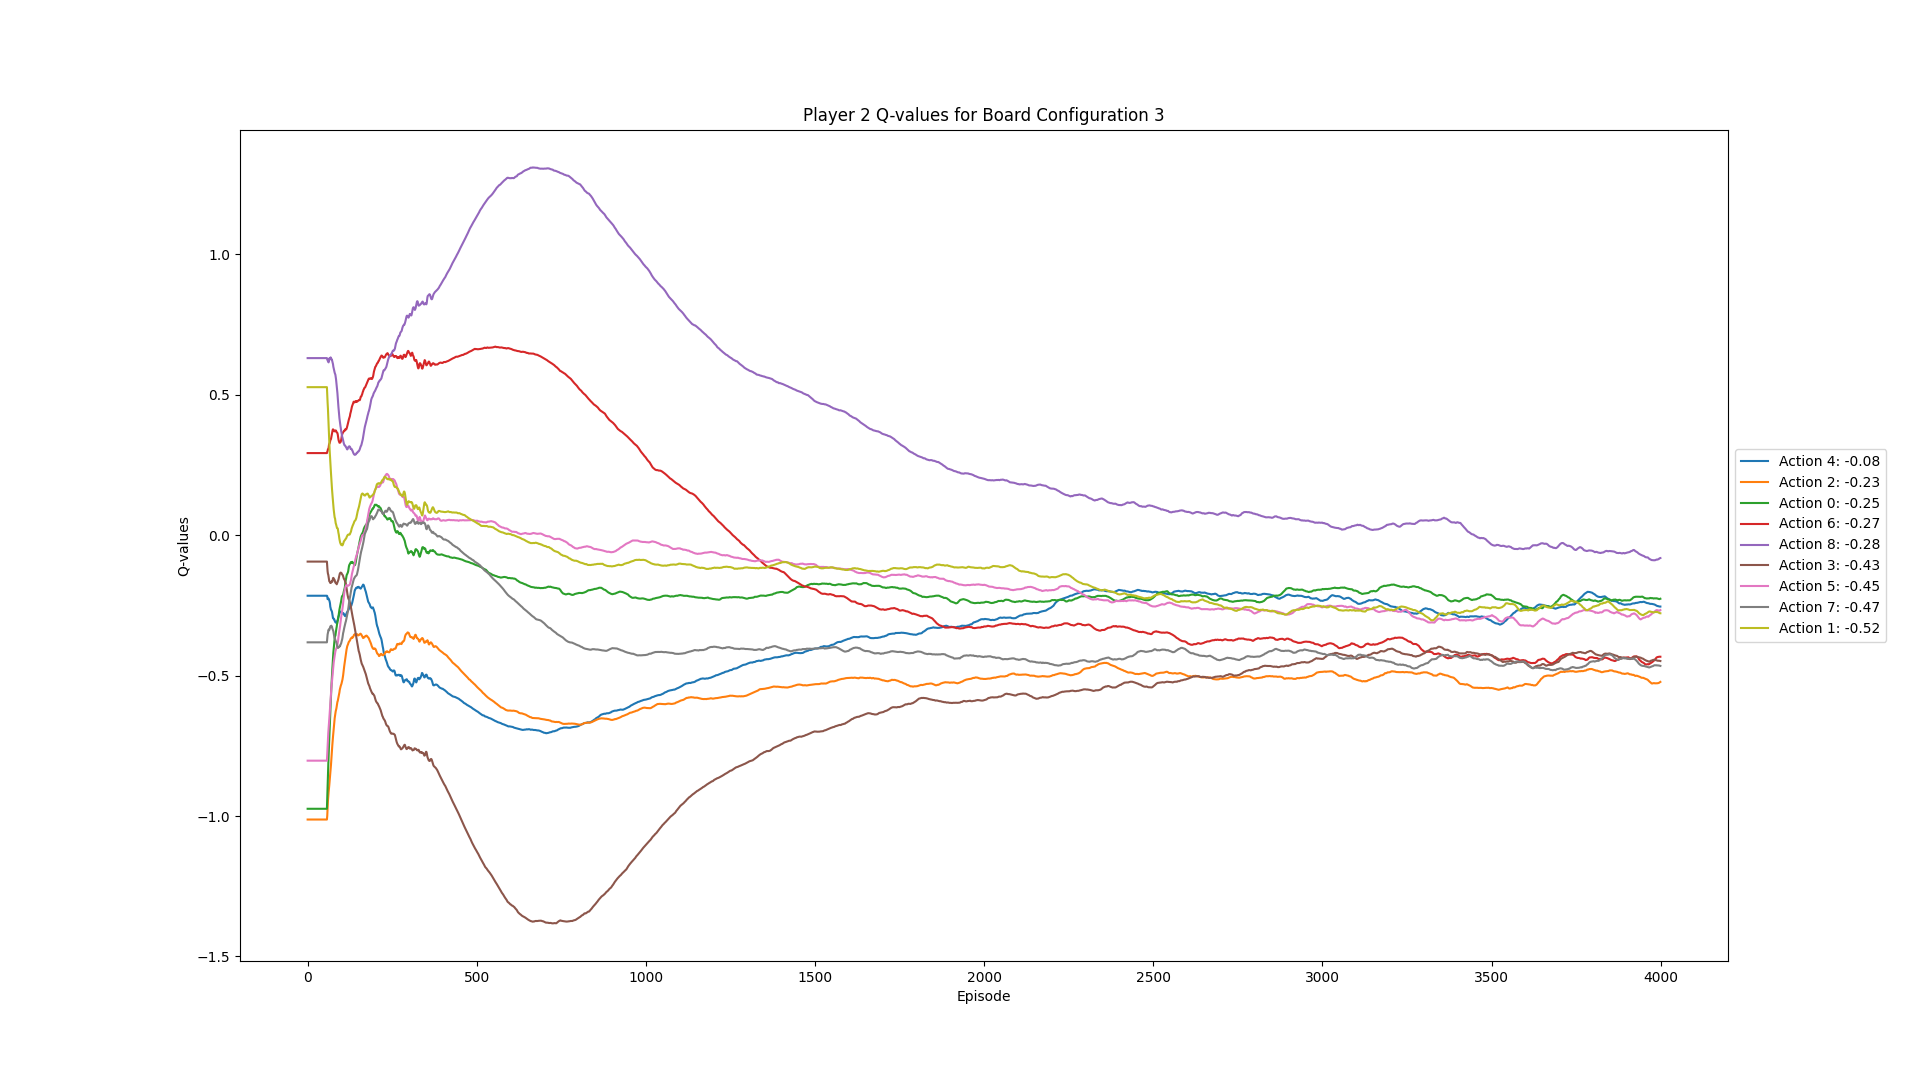 Player 2 Q-values for Board Configuration 3
1.0
0.5
0.0
−0.5
−1.0
−1.5
Q-values
0 500 1000 1500 2000 2500 3000 3500 4000
Episode
Action 4: -0.08
Action 2: -0.23
Action 0: -0.25
Action 6: -0.27
Action 8: -0.28
Action 3: -0.43
Action 5: -0.45
Action 7: -0.47
Action 1: -0.52